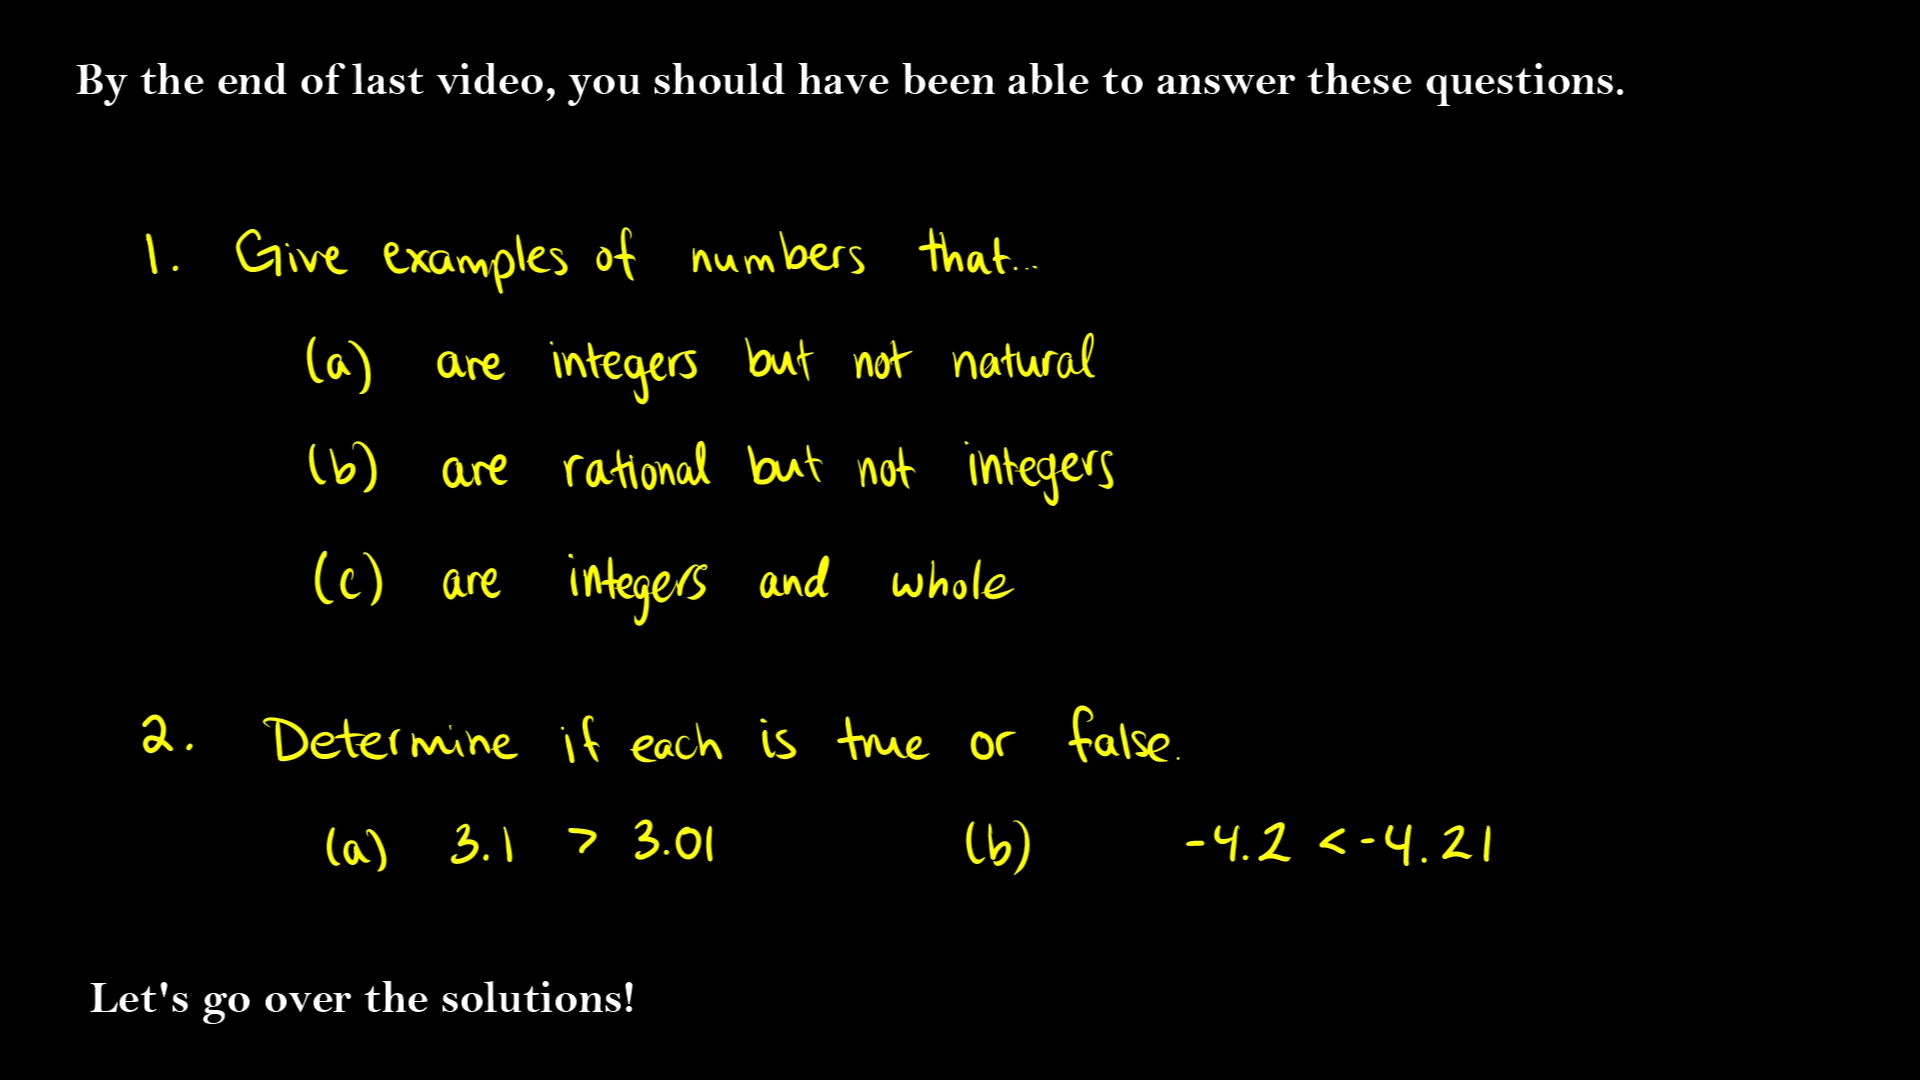 By the end of last video, you should have been able to answer these questions.
1. Give examples of numbers that...
(a) are integers but not natural
(b) are rational but not integers
(c) are integers and whole
2. Determine if each is true or false.
(a) 3.1 > 3.01 (b) -4.2 < -4.21
Let's go over the solutions!